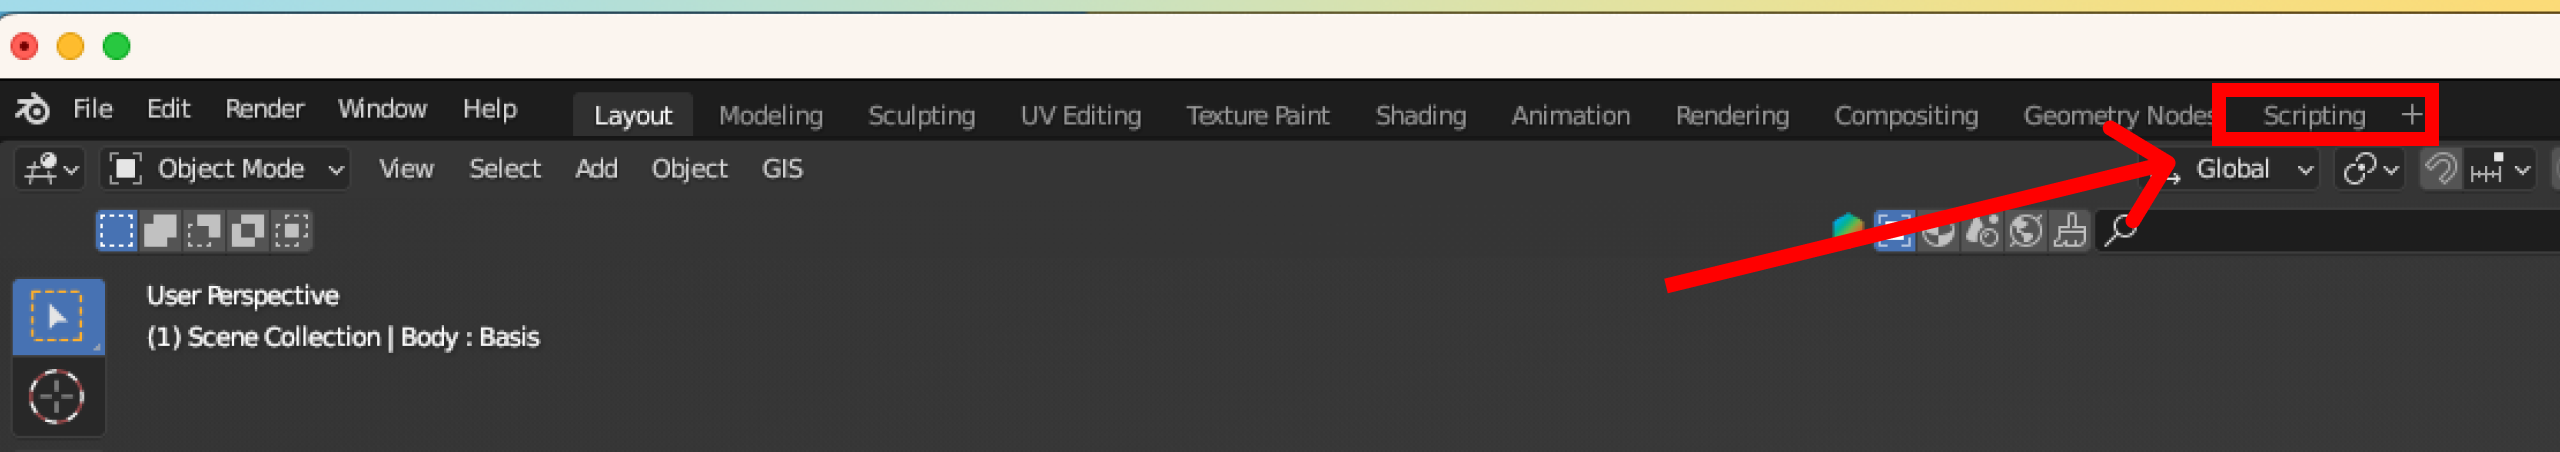 File Edit Render Window Help Layout Modeling Sculpting UV Editing Texture Paint Shading Animation Rendering Compositing Geometry Nodes Scripting +
Object Mode View Select Add Object GIS Global
User Perspective
(1) Scene Collection | Body : Basis